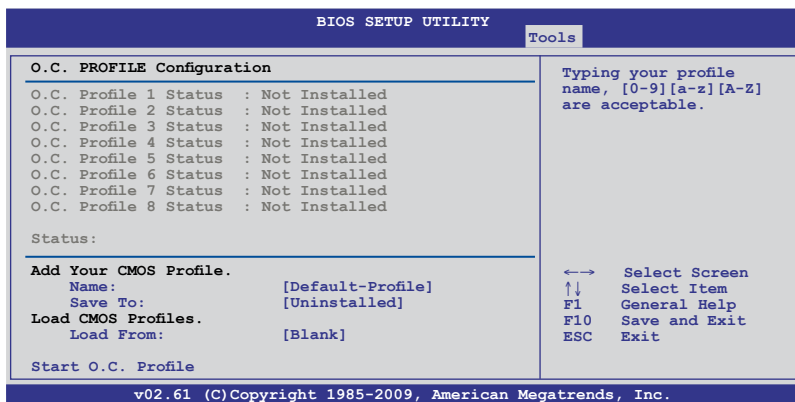 BIOS SETUP UTILITY
Tools
O.C. PROFILE Configuration
O.C. Profile 1 Status : Not Installed
O.C. Profile 2 Status : Not Installed
O.C. Profile 3 Status : Not Installed
O.C. Profile 4 Status : Not Installed
O.C. Profile 5 Status : Not Installed
O.C. Profile 6 Status : Not Installed
O.C. Profile 7 Status : Not Installed
O.C. Profile 8 Status : Not Installed
Status:
Add Your CMOS Profile.
Name: [Default-Profile]
Save To: [Uninstalled]
Load CMOS Profiles.
Load From: [Blank]
Start O.C. Profile
Typing your profile
name, [0-9][a-z][A-Z]
are acceptable.
←→ Select Screen
↑↓ Select Item
F1 General Help
F10 Save and Exit
ESC Exit
v02.61 (C)Copyright 1985-2009, American Megatrends, Inc.